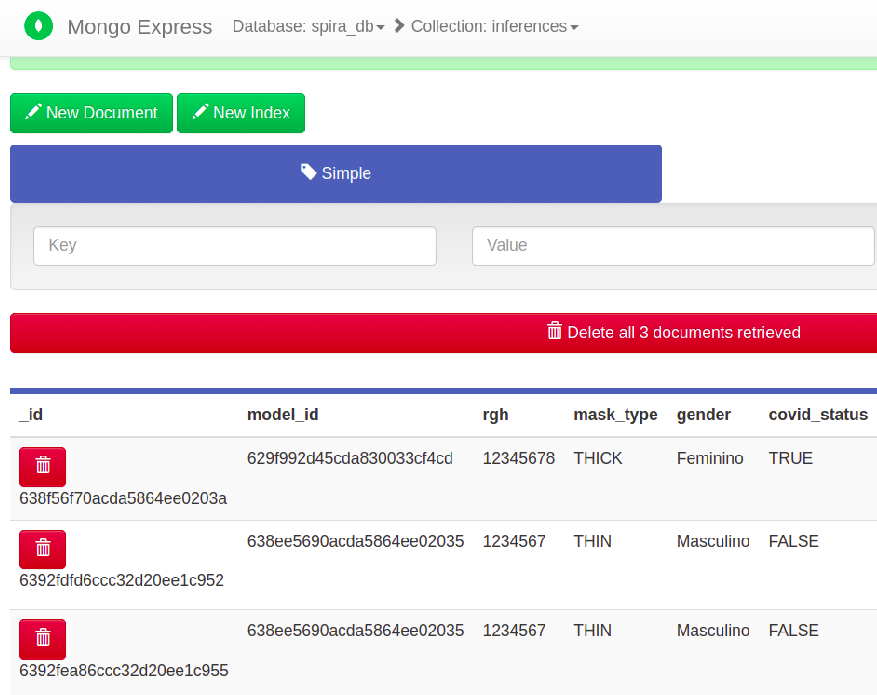 Mongo Express Database: spira_db Collection: inferences
New Document New Index
Simple
Key Value
Delete all 3 documents retrieved
_id model_id rgh mask_type gender covid_status
629f992d45cda830033cf4cd 12345678 THICK Feminino TRUE
638f56f70acda5864ee0203a
638ee5690acda5864ee02035 1234567 THIN Masculino FALSE
6392fdfd6ccc32d20ee1c952
638ee5690acda5864ee02035 1234567 THIN Masculino FALSE
6392fea86ccc32d20ee1c955